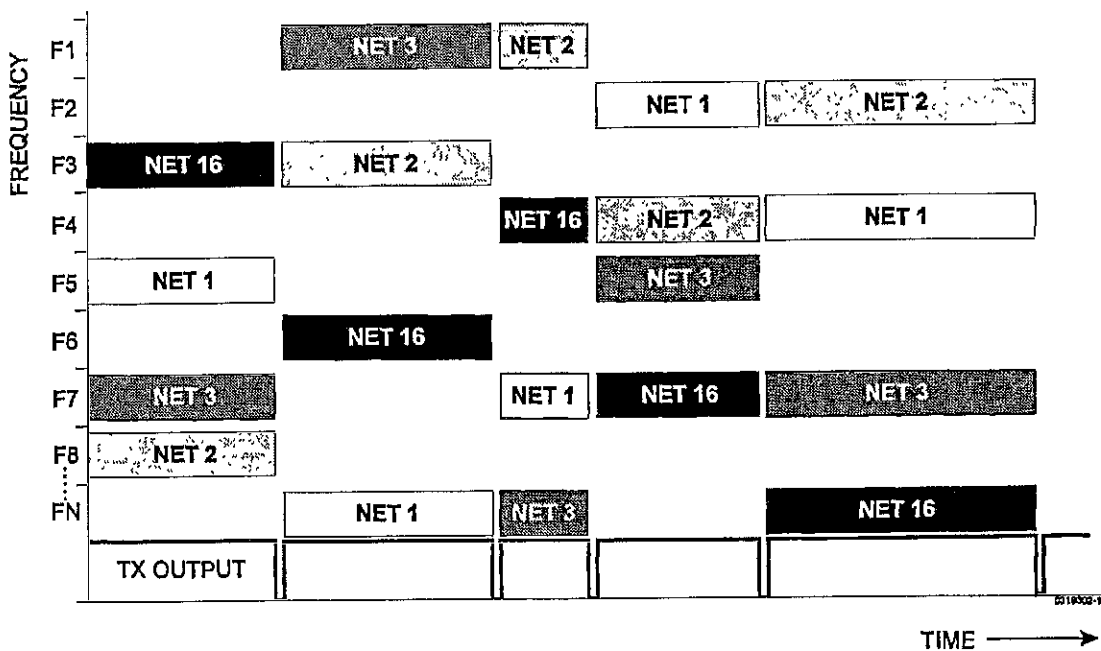 FREQUENCY
F1 NET 3 NET 2
F2 NET 1 NET 2
F3 NET 16 NET 2
F4 NET 16 NET 2 NET 1
F5 NET 1 NET 3
F6 NET 16
F7 NET 3 NET 1 NET 16 NET 3
F8 NET 2
FN NET 1 NET 3 NET 16
TX OUTPUT
TIME